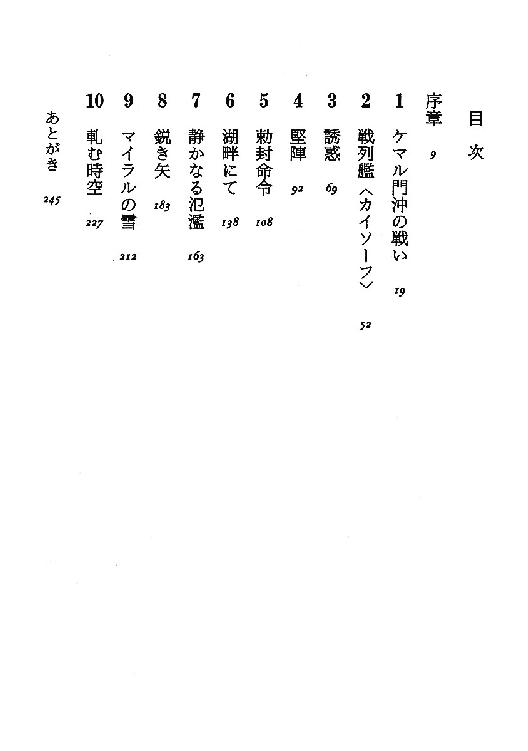 目次
序章 9
1 ケマル門沖の戦い 19
2 戦列艦〈カイソーフ〉 52
3 誘惑 69
4 堅陣 92
5 勅封命令 108
6 湖畔にて 138
7 静かなる氾濫 163
8 鋭き矢 183
9 マイラルの雪 212
10 軋む時空 227
あとがき 245